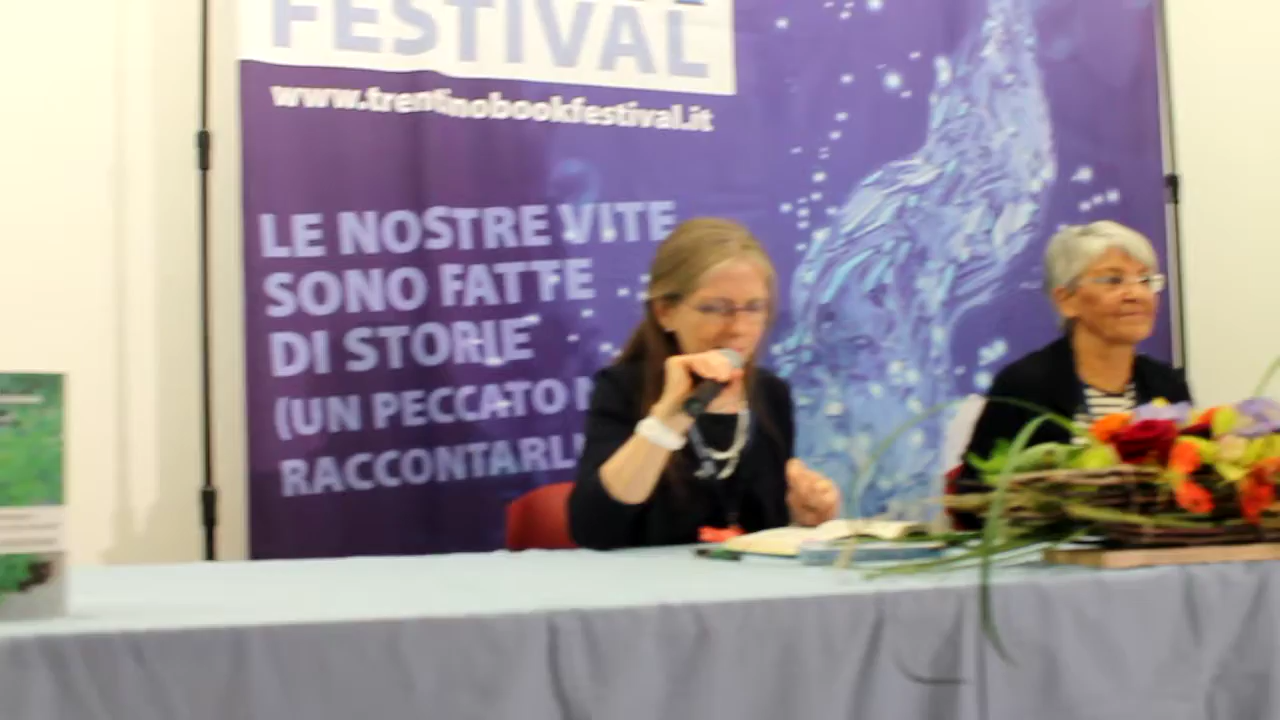 FESTIVAL
www.trentinobookfestival.it
LE NOSTRE VITE
SONO FATTE
DI STORIE
(UN PECCATO
RACCONTARL